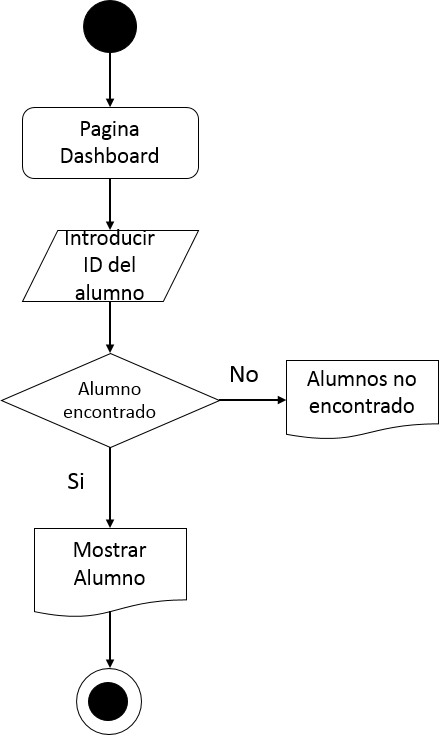 Pagina
Dashboard
Introducir
ID del
alumno
Alumno
encontrado
No
Alumnos no
encontrado
Si
Mostrar
Alumno